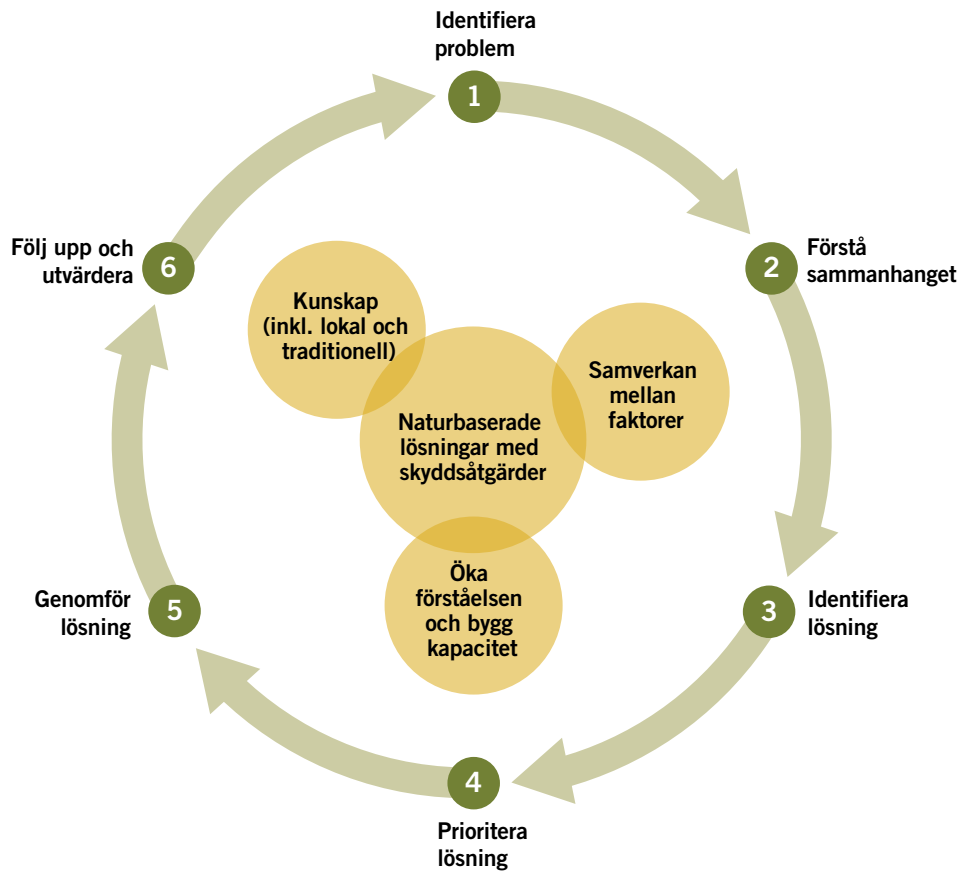 Identifiera
problem
1
2
Förstå
sammanhanget
3
Identifiera
lösning
4
Prioritera
lösning
5
Genomför
lösning
6
Följ upp och
utvärdera
Kunskap
(inkl. lokal och
traditionell)
Samverkan
mellan
faktorer
Naturbaserade
lösningar med
skyddsåtgärder
Öka
förståelsen
och bygg
kapacitet